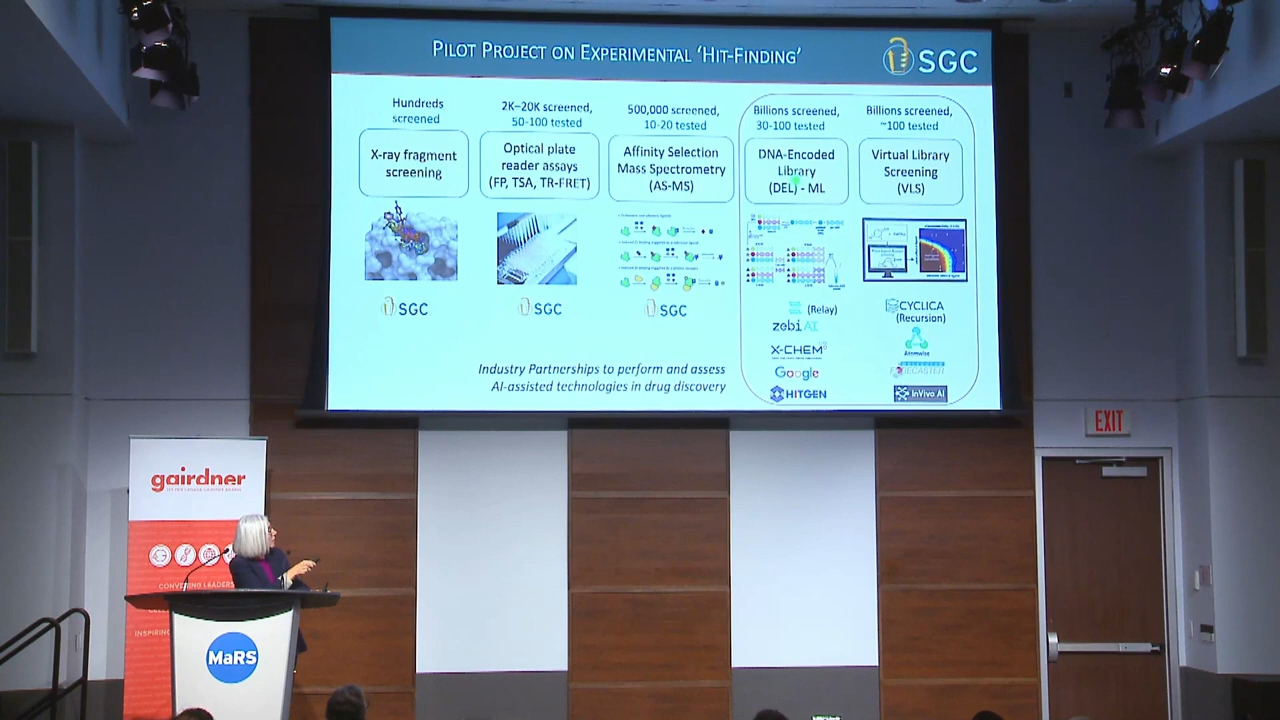 PILOT PROJECT ON EXPERIMENTAL 'HIT-FINDING'
SGC
Hundreds
screened
X-ray fragment
screening
SGC
2K–20K screened,
50-100 tested
Optical plate
reader assays
(FP, TSA, TR-FRET)
SGC
500,000 screened,
10-20 tested
Affinity Selection
Mass Spectrometry
(AS-MS)
SGC
Billions screened,
30-100 tested
DNA-Encoded
Library
(DEL) - ML
(Relay)
zebiAI
X-CHEM
Google
HITGEN
Billions screened,
~100 tested
Virtual Library
Screening
(VLS)
CYCLICA
(Recursion)
Atomwise
FORECASTER
InVivo AI
Industry Partnerships to perform and assess
AI-assisted technologies in drug discovery
EXIT
gairdner
INSPIRING
MaRS